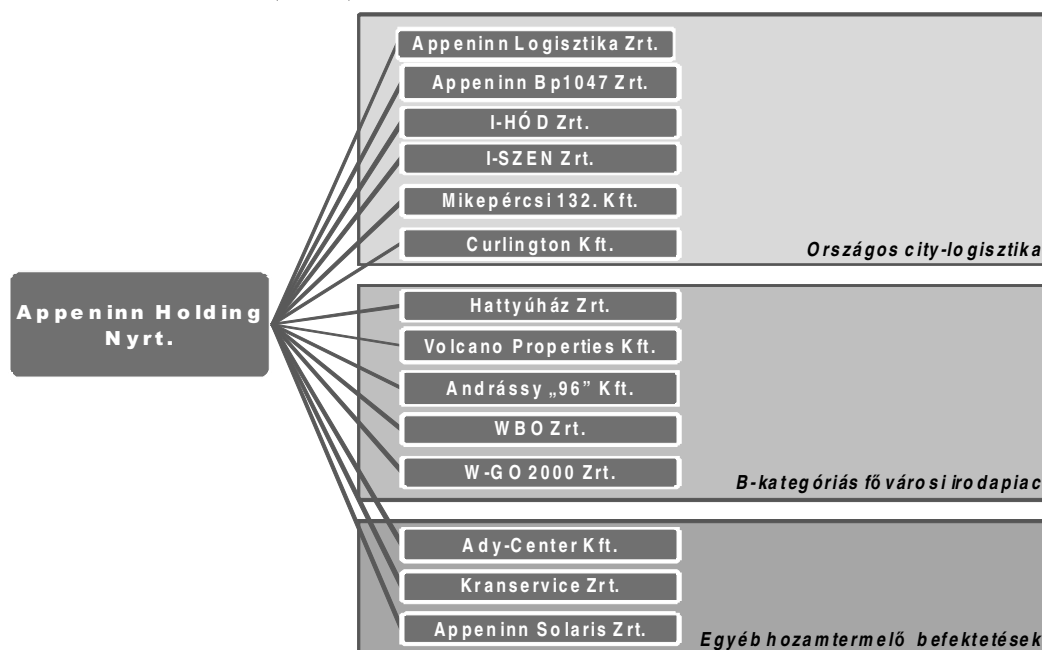 Appeninn Holding
Nyrt.
Appeninn Logisztika Zrt.
Appeninn Bp1047 Zrt.
I-HÓD Zrt.
I-SZEN Zrt.
Mikepércsi 132. Kft.
Curlington Kft.
Országos city-logisztika
Hattyúház Zrt.
Volcano Properties Kft.
Andrássy „96” Kft.
WBO Zrt.
W-GO 2000 Zrt.
B-kategóriás fővárosi irodapiac
Ady-Center Kft.
Kranservice Zrt.
Appeninn Solaris Zrt.
Egyéb hozamtermelő befektetések